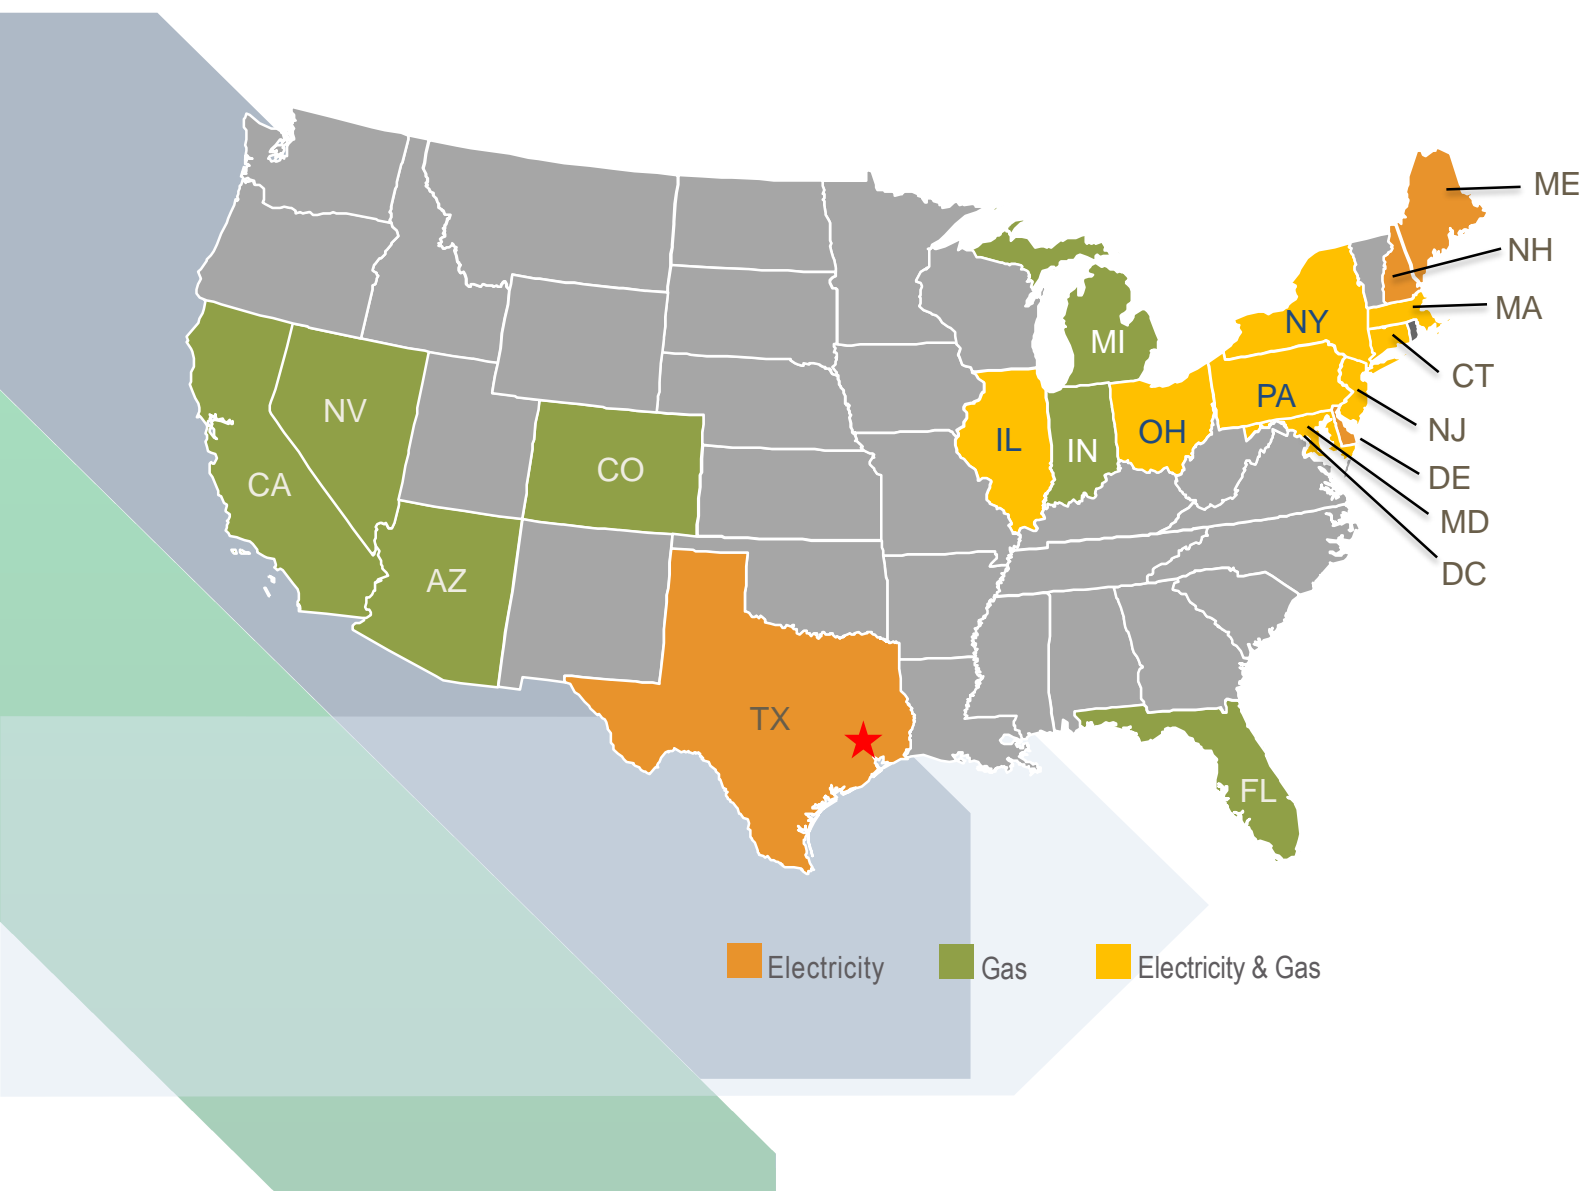 ME
NH
MA
NY
MI
CT
NV
PA
NJ
OH
IL
IN
CO
DE
CA
MD
DC
AZ
TX
FL
Electricity
Gas
Electricity & Gas